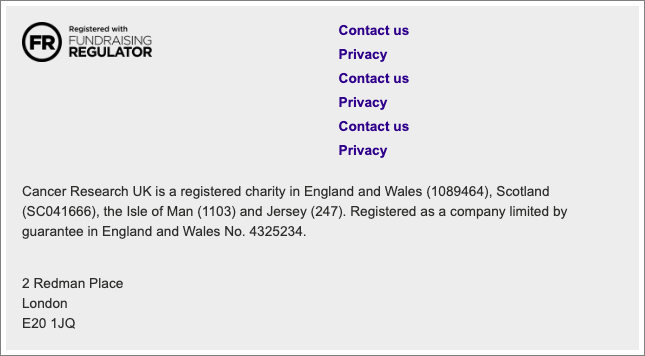 FR
Registered with
FUNDRAISING
REGULATOR
Contact us
Privacy
Contact us
Privacy
Contact us
Privacy
Cancer Research UK is a registered charity in England and Wales (1089464), Scotland
(SC041666), the Isle of Man (1103) and Jersey (247). Registered as a company limited by
guarantee in England and Wales No. 4325234.
2 Redman Place
London
E20 1JQ